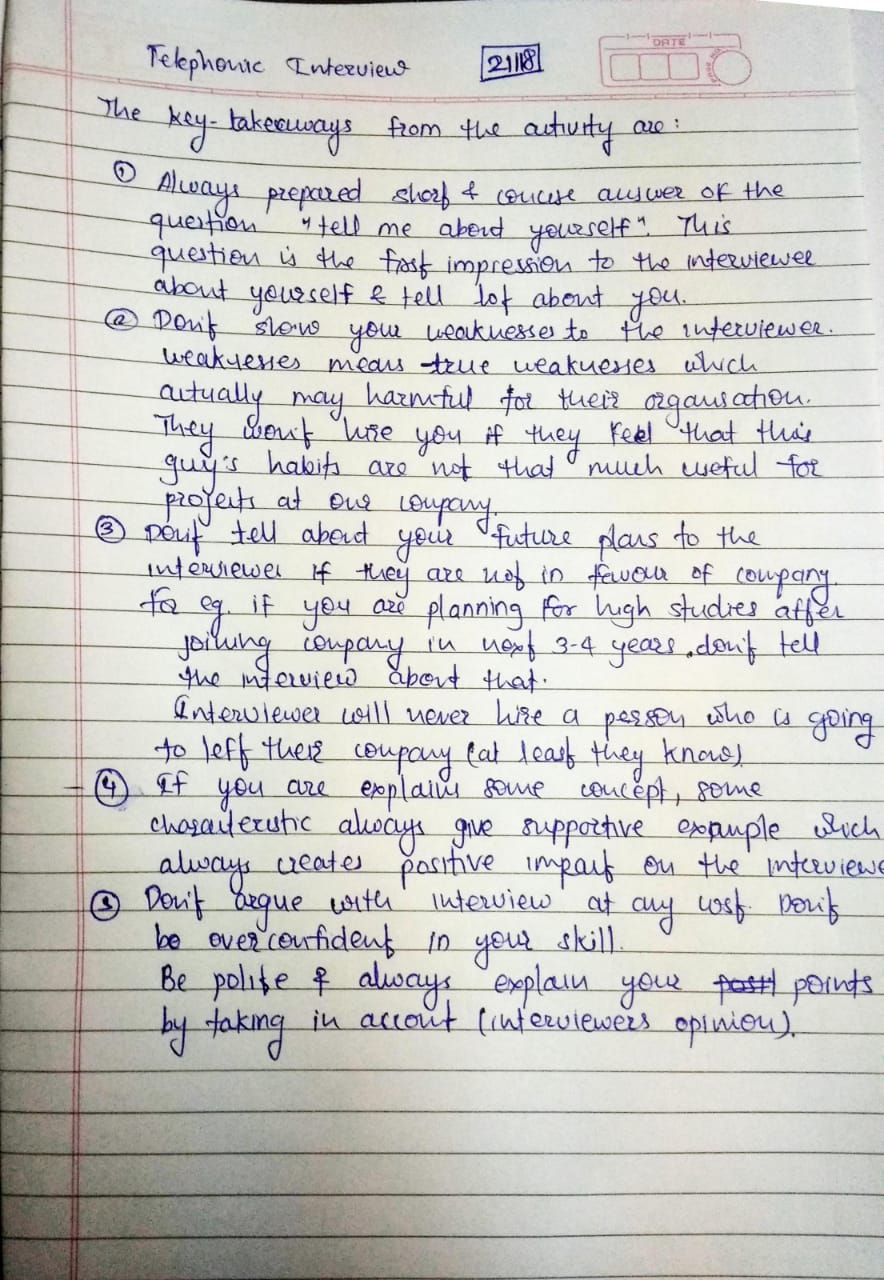 Telephonic Interview 21118
DATE
The key-takeaways from the activity are:
① Always prepared short & concise answer of the
question "tell me about yourself". This
question is the first impression to the interviewee
about yourself & tell lot about you.
② Don't show your weaknesses to the interviewer.
weaknesses means true weaknesses which
actually may harmful for their organisation.
They won't hire you if they feel that this
guy's habits are not that much useful for
projects at our company.
③ Don't tell about your future plans to the
interviewer if they are not in favour of company.
for eg. if you are planning for high studies after
joining company in next 3-4 years, don't tell
the interview about that.
Interviewer will never hire a person who is going
to left their company (at least they know)
④ If you are explains some concept, some
characteristic always give supportive example which
always creates positive impact on the interviewe
⑤ Don't argue with interview at any cost. Don't
be overconfident in your skill.
Be polite & always explain your points
by taking in account (interviewers opinion).